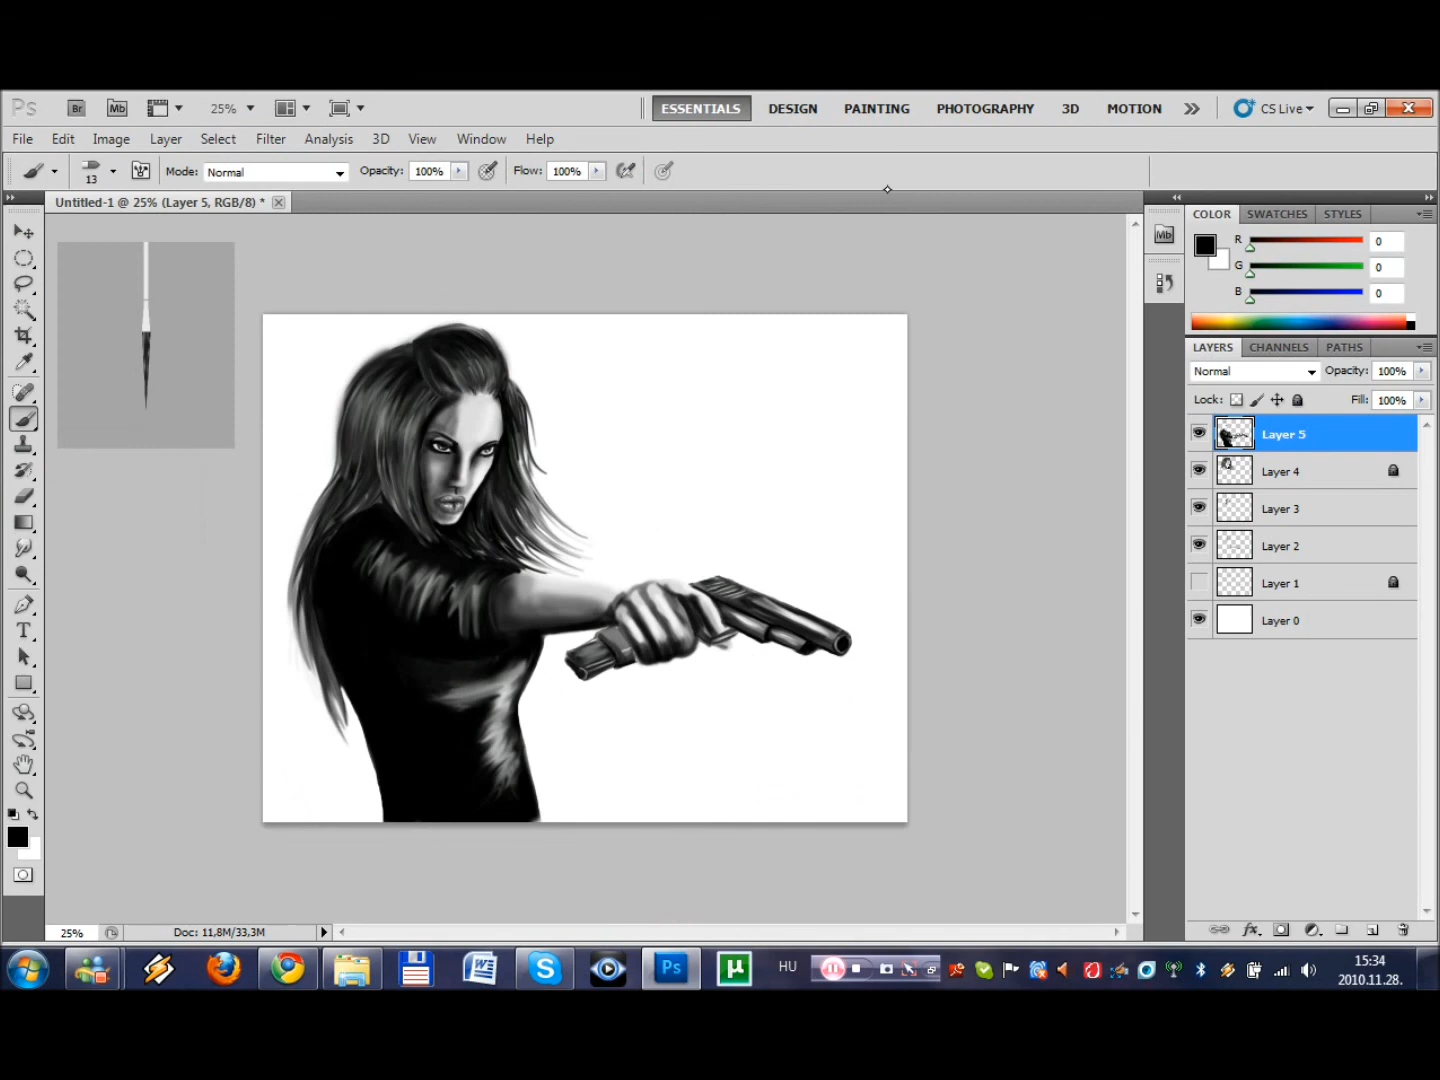 Ps Br Mb 25% ESSENTIALS DESIGN PAINTING PHOTOGRAPHY 3D MOTION CS Live
File Edit Image Layer Select Filter Analysis 3D View Window Help
13 Mode: Normal Opacity: 100% Flow: 100%
Untitled-1 @ 25% (Layer 5, RGB/8) *
COLOR SWATCHES STYLES
Mb
R 0
G 0
B 0
LAYERS CHANNELS PATHS
Normal Opacity: 100%
Lock: Fill: 100%
Layer 5
Layer 4
Layer 3
Layer 2
Layer 1
Layer 0
T
25% Doc: 11,8M/33,3M
fx
W S Ps µ HU 15:34
2010.11.28.